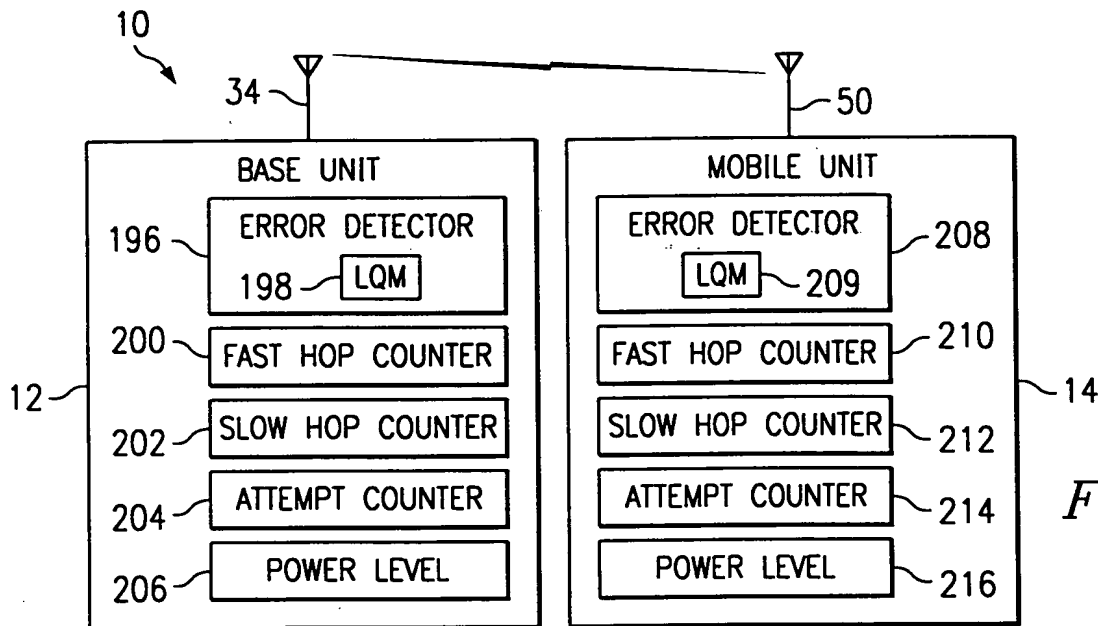 10
34
50
BASE UNIT
MOBILE UNIT
196
ERROR DETECTOR
198
LQM
ERROR DETECTOR
208
LQM
209
200
FAST HOP COUNTER
FAST HOP COUNTER
210
12
14
202
SLOW HOP COUNTER
SLOW HOP COUNTER
212
204
ATTEMPT COUNTER
ATTEMPT COUNTER
214
F
206
POWER LEVEL
POWER LEVEL
216